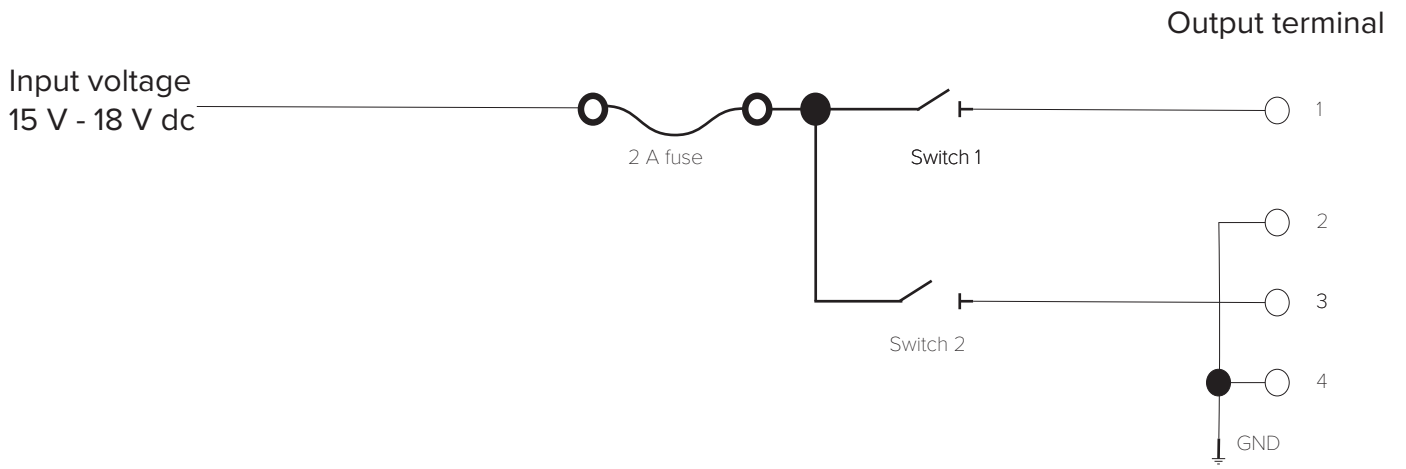 Output terminal
Input voltage
15 V - 18 V dc
1
2 A fuse
Switch 1
2
3
Switch 2
4
GND